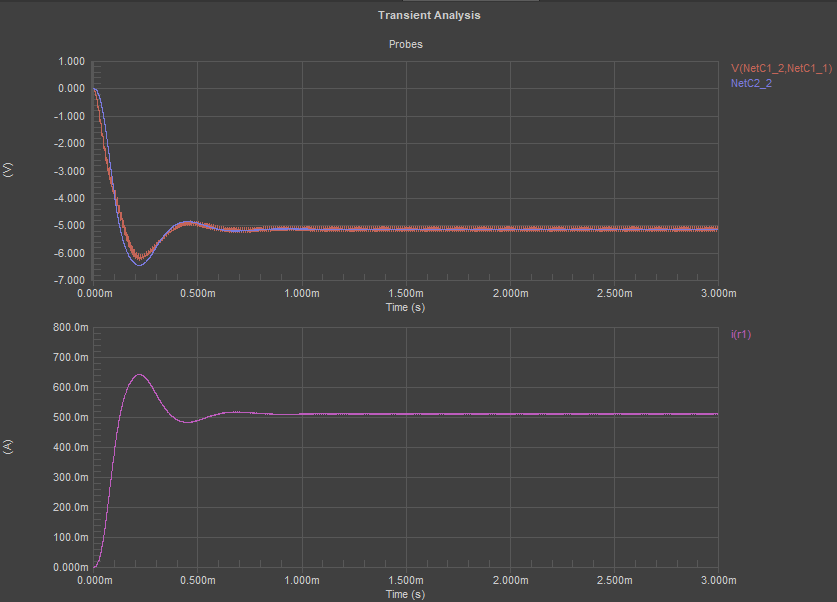 Transient Analysis
Probes
V(NetC1_2,NetC1_1)
NetC2_2
(V)
1.000
0.000
-1.000
-2.000
-3.000
-4.000
-5.000
-6.000
-7.000
0.000m 0.500m 1.000m 1.500m 2.000m 2.500m 3.000m
Time (s)
i(r1)
(A)
800.0m
700.0m
600.0m
500.0m
400.0m
300.0m
200.0m
100.0m
0.000m
0.000m 0.500m 1.000m 1.500m 2.000m 2.500m 3.000m
Time (s)